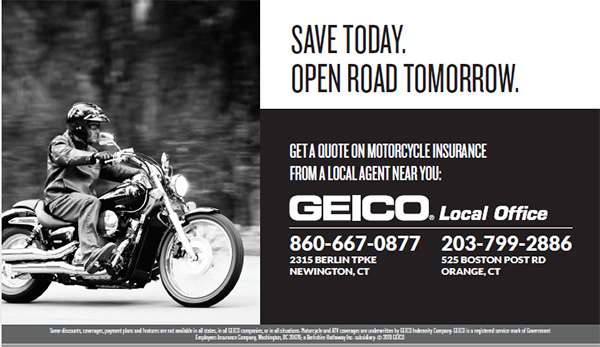 SAVE TODAY.
OPEN ROAD TOMORROW.
GET A QUOTE ON MOTORCYCLE INSURANCE
FROM A LOCAL AGENT NEAR YOU:
GEICO® Local Office
860-667-0877
2315 BERLIN TPKE
NEWINGTON, CT
203-799-2886
525 BOSTON POST RD
ORANGE, CT
Some discounts, coverages, payment plans and features are not available in all states, in all GEICO companies, or in all situations. Motorcycle and ATV coverages are underwritten by GEICO Indemnity Company. GEICO is a registered service mark of Government
Employees Insurance Company, Washington, DC 20076; a Berkshire Hathaway Inc. subsidiary. © 2019 GEICO